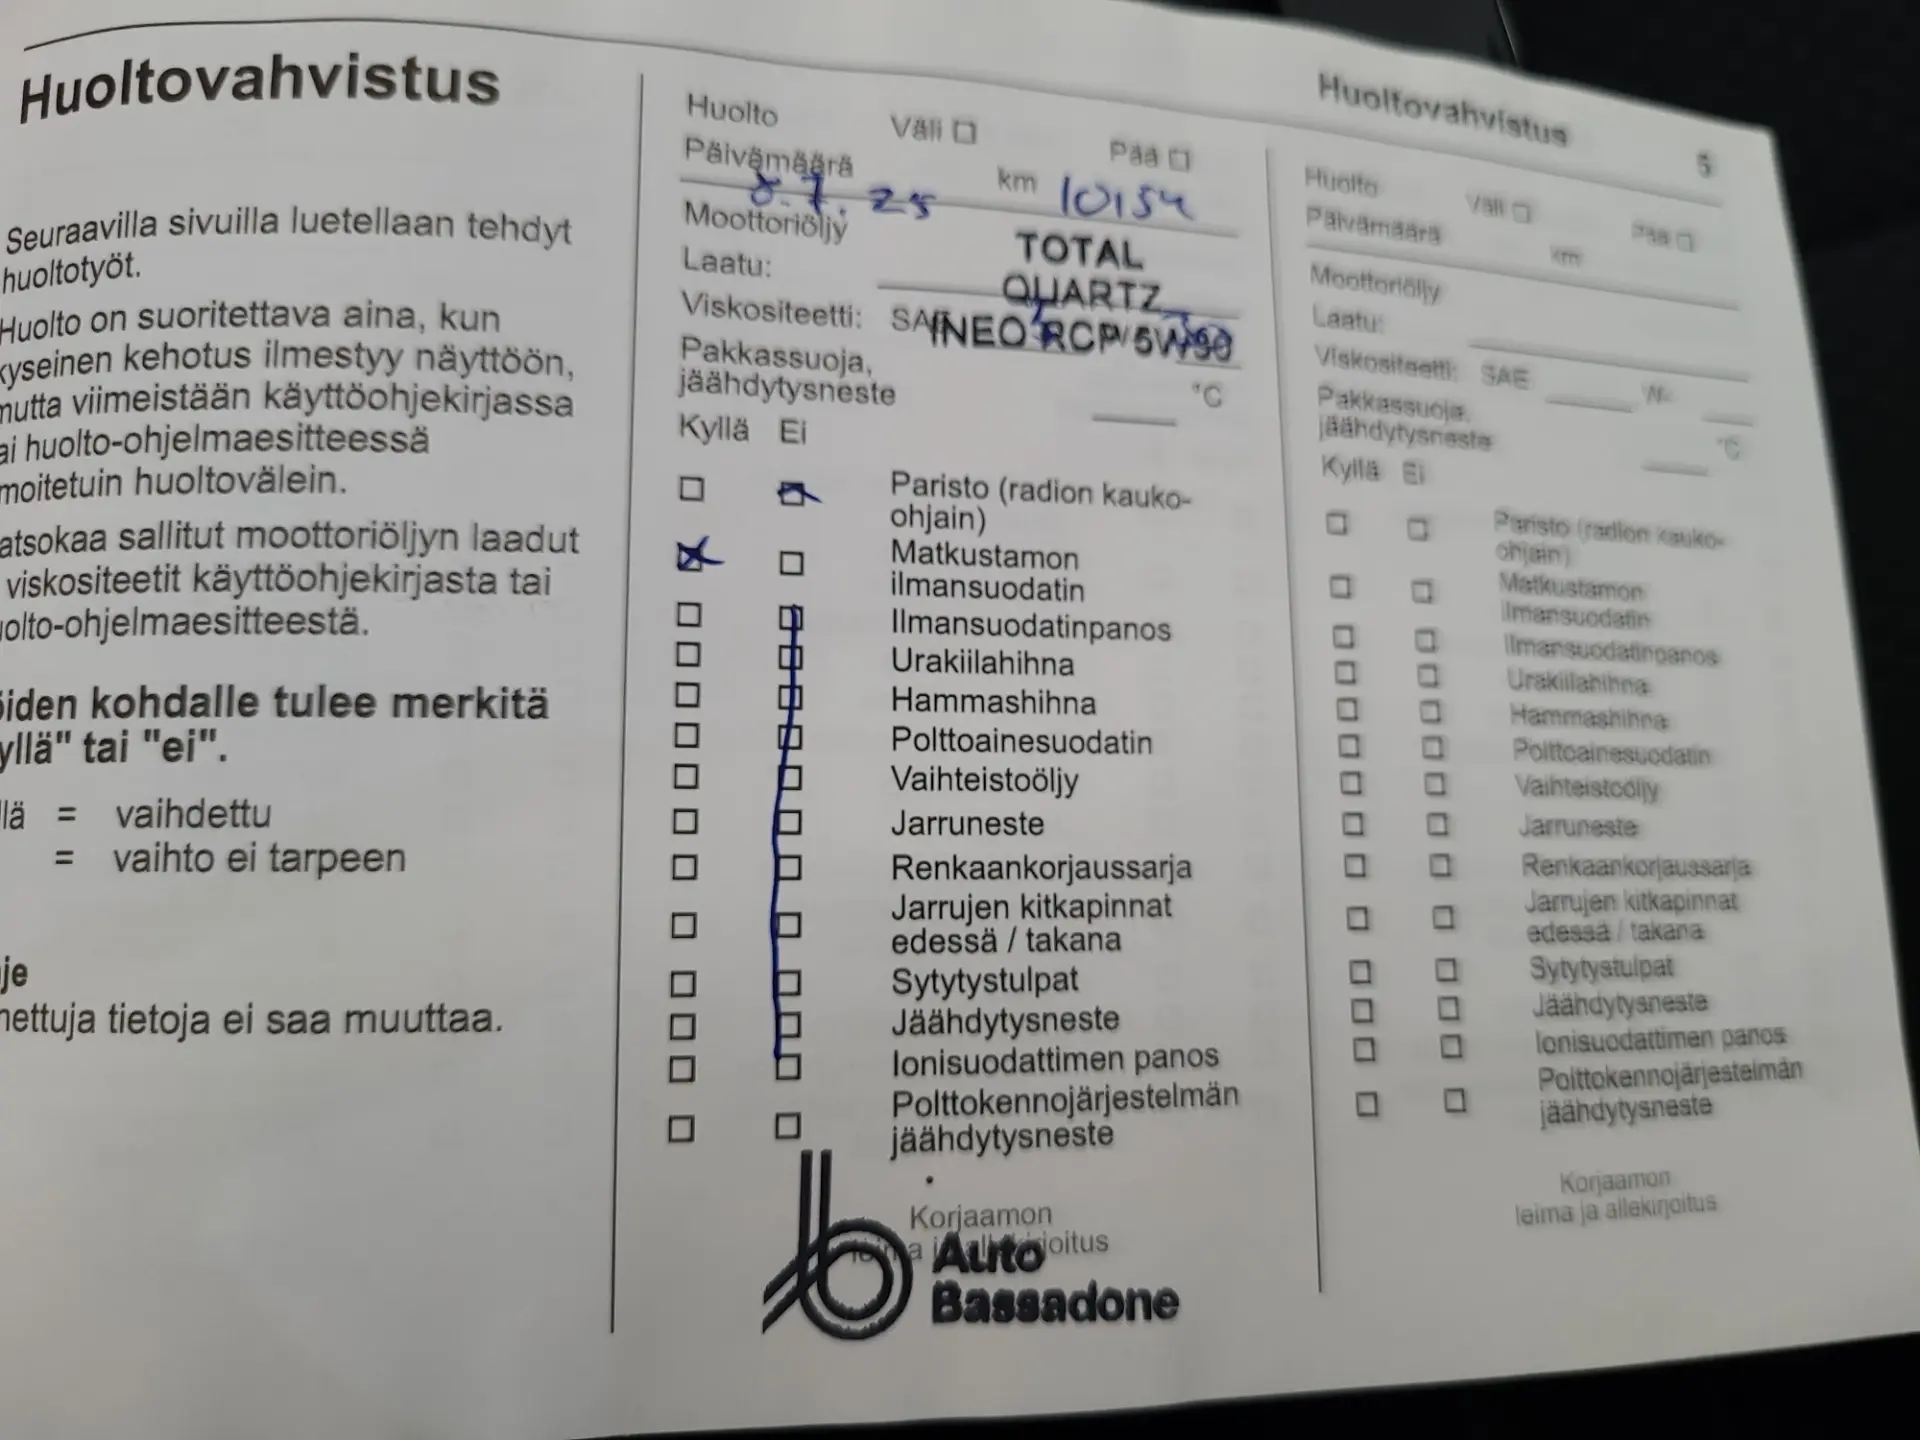 Huoltovahvistus
Seuraavilla sivuilla luetellaan tehdyt
huoltotyöt.
Huolto on suoritettava aina, kun
kyseinen kehotus ilmestyy näyttöön,
mutta viimeistään käyttöohjekirjassa
ai huolto-ohjelmaesitteessä
moitetuin huoltovälein.
atsokaa sallitut moottoriöljyn laadut
viskositeetit käyttöohjekirjasta tai
uolto-ohjelmaesitteestä.
öiden kohdalle tulee merkitä
yllä" tai "ei".
llä = vaihdettu
= vaihto ei tarpeen
je
nettuja tietoja ei saa muuttaa.
Huolto Väli Pää
Päivämäärä 8.7.25 km 10154
Moottoriöljy
Laatu: TOTAL QUARTZ
Viskositeetti: SAE INEO RCP 5W30
Pakkassuoja,
jäähdytysneste °C
Kyllä Ei
Paristo (radion kauko-
ohjain)
Matkustamon
ilmansuodatin
Ilmansuodatinpanos
Urakiilahihna
Hammashihna
Polttoainesuodatin
Vaihteistoöljy
Jarruneste
Renkaankorjaussarja
Jarrujen kitkapinnat
edessä / takana
Sytytystulpat
Jäähdytysneste
Ionisuodattimen panos
Polttokennojärjestelmän
jäähdytysneste
Korjaamon
leima ja allekirjoitus
Auto
Bassadone
Huoltovahvistus 5
Huolto Väli Pää
Päivämäärä km
Moottoriöljy
Laatu:
Viskositeetti: SAE W-
Pakkassuoja,
jäähdytysneste °C
Kyllä Ei
Paristo (radion kauko-
ohjain)
Matkustamon
ilmansuodatin
Ilmansuodatinpanos
Urakiilahihna
Hammashihna
Polttoainesuodatin
Vaihteistoöljy
Jarruneste
Renkaankorjaussarja
Jarrujen kitkapinnat
edessä / takana
Sytytystulpat
Jäähdytysneste
Ionisuodattimen panos
Polttokennojärjestelmän
jäähdytysneste
Korjaamon
leima ja allekirjoitus